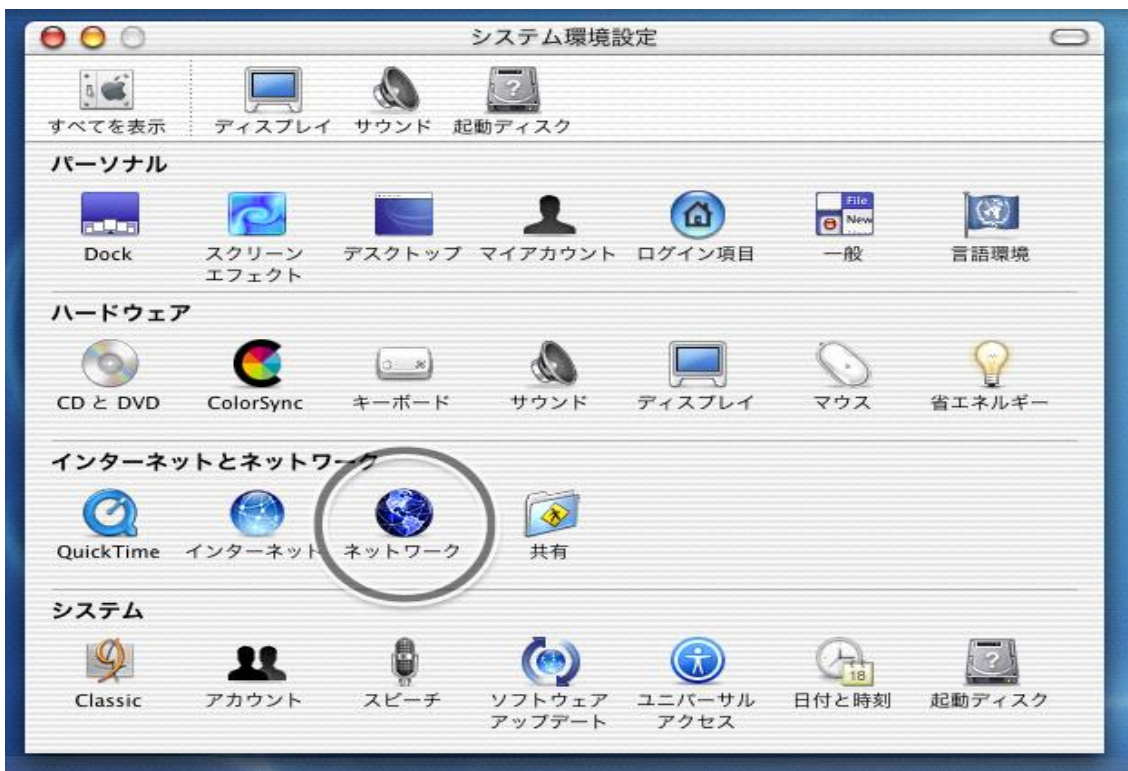 システム環境設定
すべてを表示 ディスプレイ サウンド 起動ディスク
パーソナル
File
New
Dock スクリーン デスクトップ マイアカウント ログイン項目 一般 言語環境
エフェクト
ハードウェア
CD と DVD ColorSync キーボード サウンド ディスプレイ マウス 省エネルギー
インターネットとネットワーク
QuickTime インターネット ネットワーク 共有
システム
9
18
Classic アカウント スピーチ ソフトウェア ユニバーサル 日付と時刻 起動ディスク
アップデート アクセス